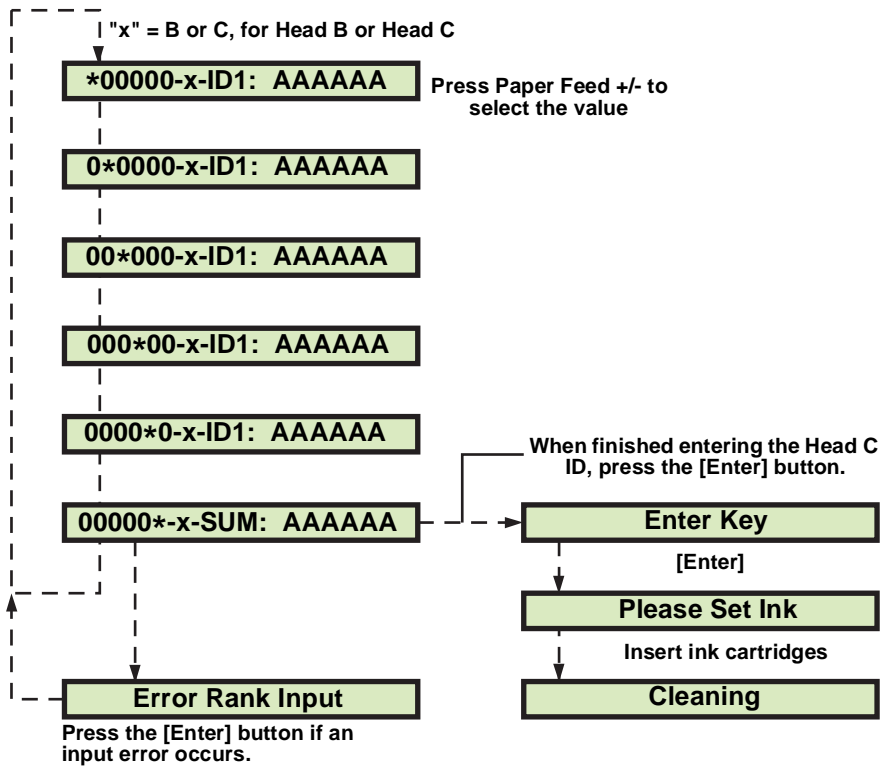 "x" = B or C, for Head B or Head C
*00000-x-ID1: AAAAAA
Press Paper Feed +/- to
select the value
0*0000-x-ID1: AAAAAA
00*000-x-ID1: AAAAAA
000*00-x-ID1: AAAAAA
0000*0-x-ID1: AAAAAA
When finished entering the Head C
ID, press the [Enter] button.
00000*-x-SUM: AAAAAA
Enter Key
[Enter]
Please Set Ink
Insert ink cartridges
Error Rank Input
Cleaning
Press the [Enter] button if an
input error occurs.